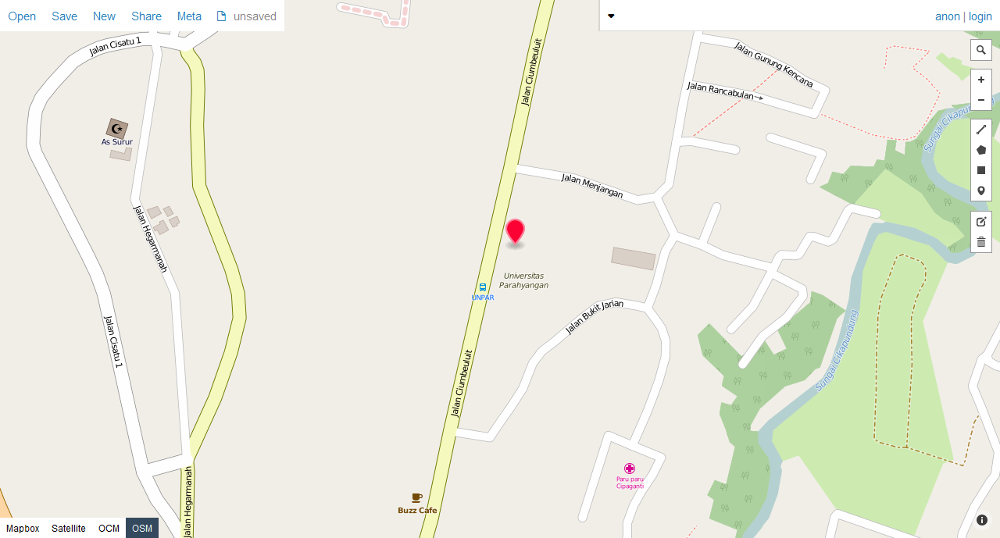 Open Save New Share Meta unsaved
anon | login
Jalan Cisatu 1
Jalan Ciumbeuluit
Jalan Gunung Kencana
Jalan Rancabulan
Sungai Cikapundung
As Surur
Jalan Menjangan
Jalan Hegarmanah
Universitas
Parahyangan
UNPAR
Jalan Bukit Jarian
Jalan Cisatu 1
Jalan Ciumbeuluit
Sungai Cikapundung
Jalan Hegarmanah
Paru paru
Cipaganti
Buzz Cafe
Mapbox Satellite OCM OSM